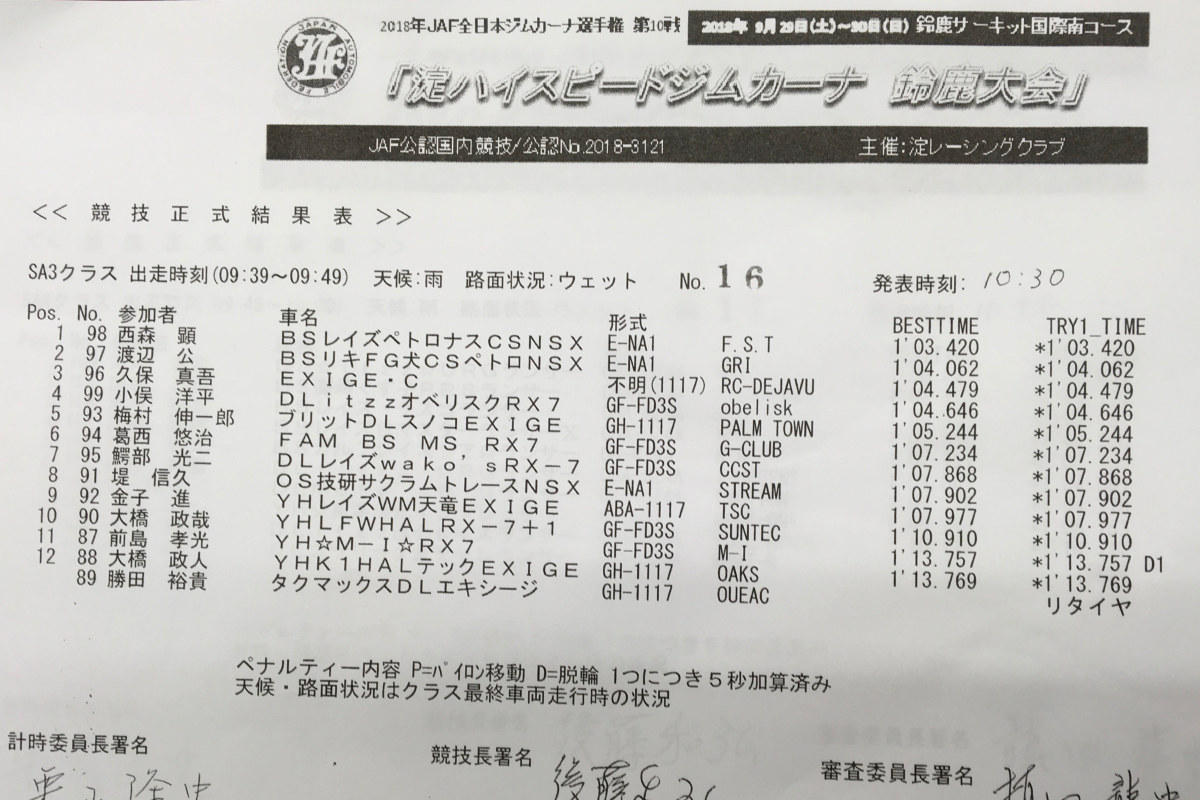 JAPAN AUTOMOBILE FEDERATION
JAF
2018年JAF全日本ジムカーナ選手権 第10戦 2018年 9月29日(土)~30日(日) 鈴鹿サーキット国際南コース
「淀ハイスピードジムカーナ 鈴鹿大会」
JAF公認国内競技/公認No.2018-3121 主催:淀レーシングクラブ
<< 競 技 正 式 結 果 表 >>
SA3クラス 出走時刻(09:39~09:49) 天候:雨 路面状況:ウェット No. 16 発表時刻: 10:30
Pos. No. 参加者 車名 形式 BESTTIME TRY1_TIME
1 98 西森 顕 BSレイズペトロナスCSNSX E-NA1 F.S.T 1'03.420 *1'03.420
2 97 渡辺 公 BSリキFG犬CSペトロNSX E-NA1 GRI 1'04.062 *1'04.062
3 96 久保 真吾 EXIGE・C 不明(1117) RC-DEJAVU 1'04.479 *1'04.479
4 99 小俣 洋平 DLitzzオベリスクRX7 GF-FD3S obelisk 1'04.646 *1'04.646
5 93 梅村 伸一郎 ブリットDLスノコEXIGE GH-1117 PALM TOWN 1'05.244 *1'05.244
6 94 葛西 悠治 FAM BS MS RX7 GF-FD3S G-CLUB 1'07.234 *1'07.234
7 95 鰐部 光二 DLレイズwako,sRX-7 GF-FD3S CCST 1'07.868 *1'07.868
8 91 堤 信久 OS技研サクラムトレースNSX E-NA1 STREAM 1'07.902 *1'07.902
9 92 金子 進 YHレイズWM天竜EXIGE ABA-1117 TSC 1'07.977 *1'07.977
10 90 大橋 政哉 YHLFWHALRX-7+1 GF-FD3S SUNTEC 1'10.910 *1'10.910
11 87 前島 孝光 YH☆M-I☆RX7 GF-FD3S M-I 1'13.757 *1'13.757 D1
12 88 大橋 政人 YHK1HALテックEXIGE GH-1117 OAKS 1'13.769 *1'13.769
89 勝田 裕貴 タクマックスDLエキシージ GH-1117 OUEAC リタイヤ
ペナルティー内容 P=パイロン移動 D=脱輪 1つにつき5秒加算済み
天候・路面状況はクラス最終車両走行時の状況
計時委員長署名 競技長署名 後藤 審査委員長署名